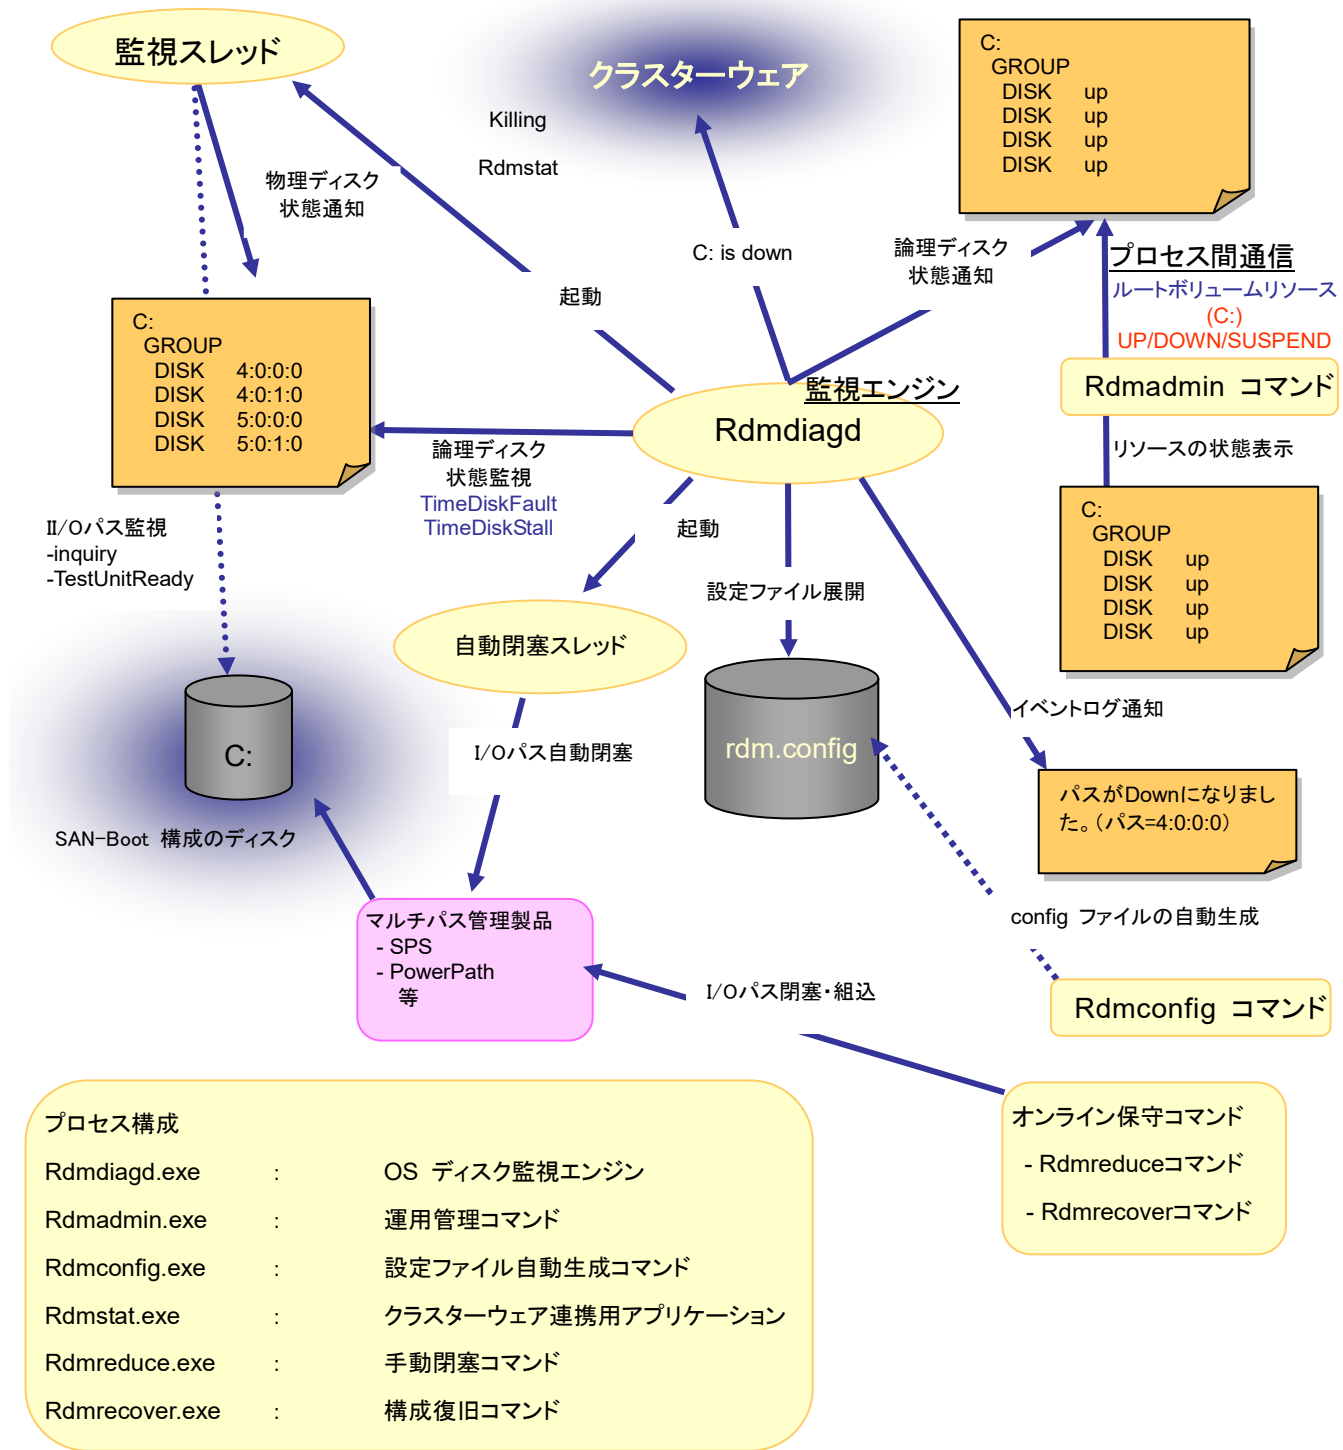 監視スレッド
クラスターウェア
C:
GROUP
DISK up
DISK up
DISK up
DISK up
Killing
Rdmstat
物理ディスク
状態通知
C: is down
論理ディスク
状態通知
プロセス間通信
ルートボリュームリソース
(C:)
UP/DOWN/SUSPEND
起動
C:
GROUP
DISK 4:0:0:0
DISK 4:0:1:0
DISK 5:0:0:0
DISK 5:0:1:0
監視エンジン
Rdmdiagd
Rdmadmin コマンド
論理ディスク
状態監視
TimeDiskFault
TimeDiskStall
リソースの状態表示
II/Oパス監視
-inquiry
-TestUnitReady
起動
C:
GROUP
DISK up
DISK up
DISK up
DISK up
設定ファイル展開
自動閉塞スレッド
イベントログ通知
I/Oパス自動閉塞
rdm.config
C:
パスがDownになりまし
た。(パス=4:0:0:0)
SAN-Boot 構成のディスク
マルチパス管理製品
- SPS
- PowerPath
等
config ファイルの自動生成
I/Oパス閉塞・組込
Rdmconfig コマンド
オンライン保守コマンド
- Rdmreduceコマンド
- Rdmrecoverコマンド
プロセス構成
Rdmdiagd.exe : OS ディスク監視エンジン
Rdmadmin.exe : 運用管理コマンド
Rdmconfig.exe : 設定ファイル自動生成コマンド
Rdmstat.exe : クラスターウェア連携用アプリケーション
Rdmreduce.exe : 手動閉塞コマンド
Rdmrecover.exe : 構成復旧コマンド